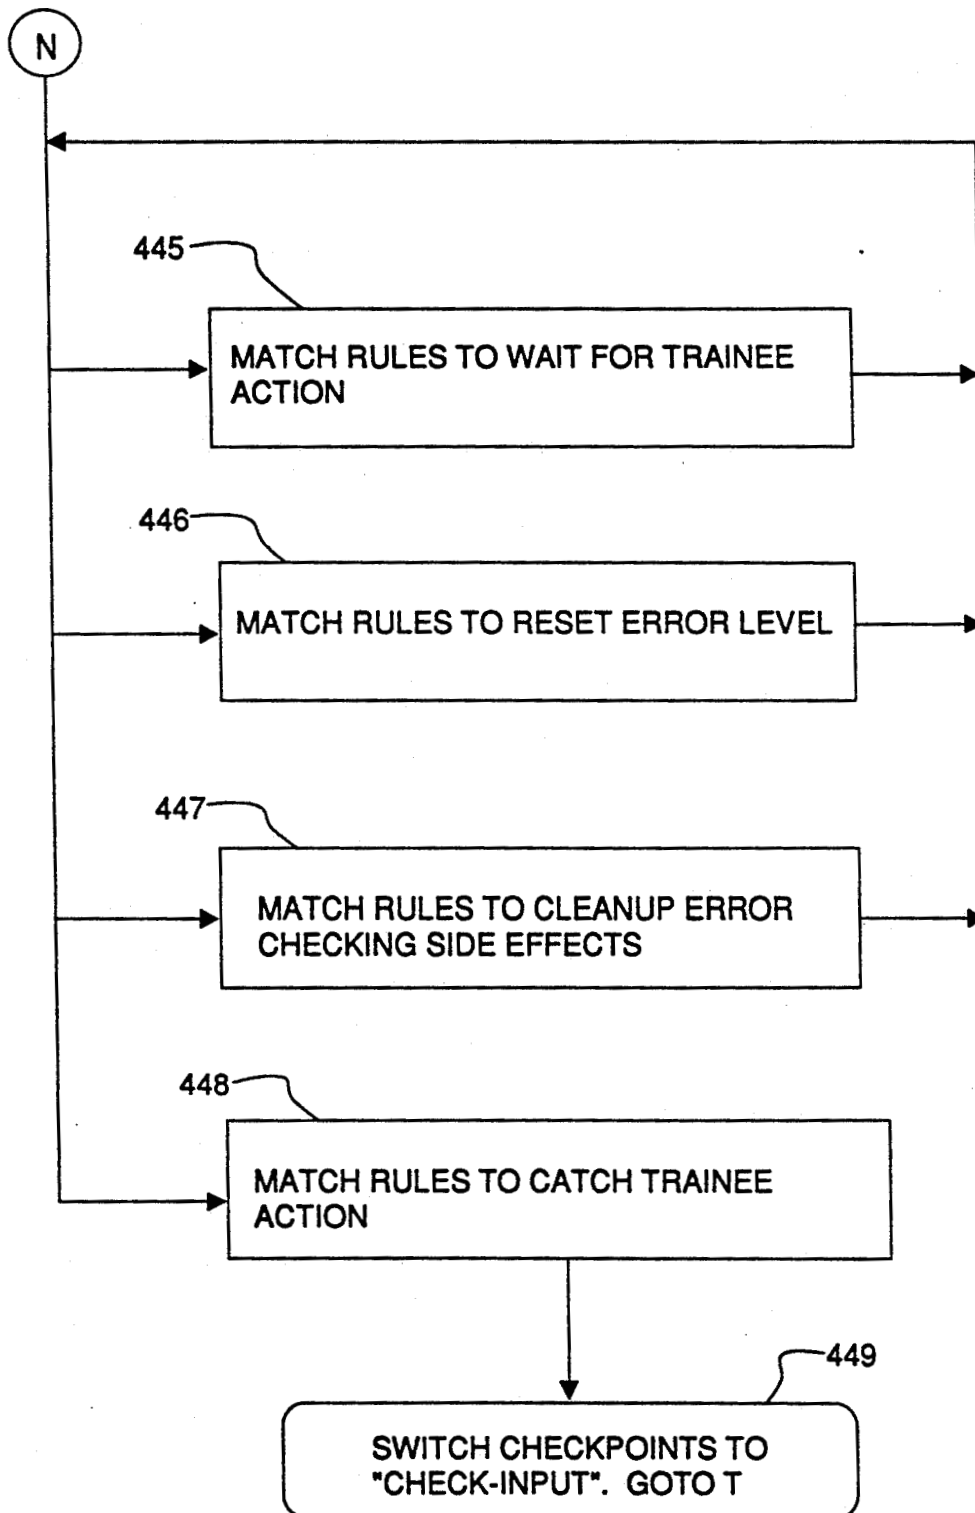 N
445
MATCH RULES TO WAIT FOR TRAINEE
ACTION
446
MATCH RULES TO RESET ERROR LEVEL
447
MATCH RULES TO CLEANUP ERROR
CHECKING SIDE EFFECTS
448
MATCH RULES TO CATCH TRAINEE
ACTION
449
SWITCH CHECKPOINTS TO
"CHECK-INPUT". GOTO T